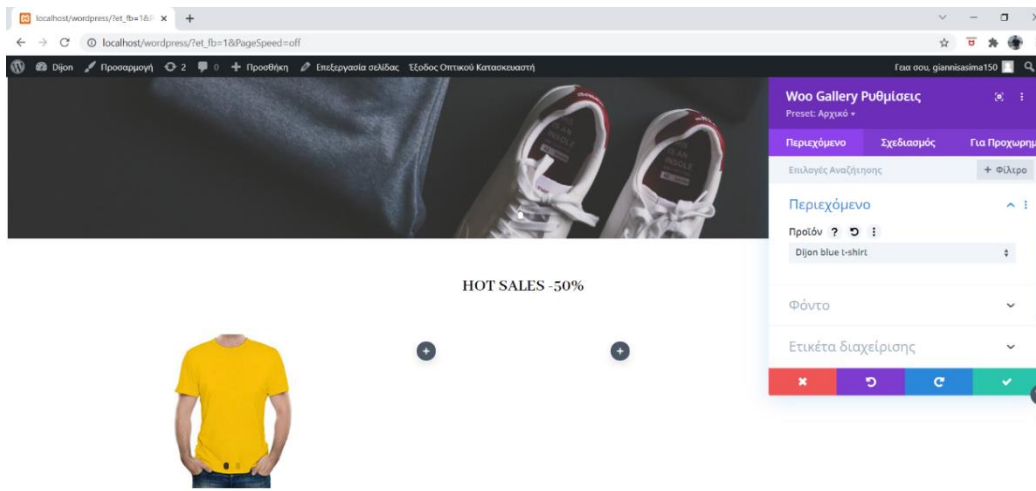 localhost/wordpress/?et_fb=1&P
localhost/wordpress/?et_fb=1&PageSpeed=off
Dijon Προσαρμογή 2 0 Προσθήκη Επεξεργασία σελίδας Έξοδος Οπτικού Κατασκευαστή Γεια σου, giannisasima150
Woo Gallery Ρυθμίσεις
Preset: Αρχικό
Περιεχόμενο Σχεδιασμός Για Προχωρημ
Επιλογές Αναζήτησης + Φίλτρο
Περιεχόμενο
Προϊόν ?
Dijon blue t-shirt
HOT SALES -50%
Φόντο
Ετικέτα διαχείρισης